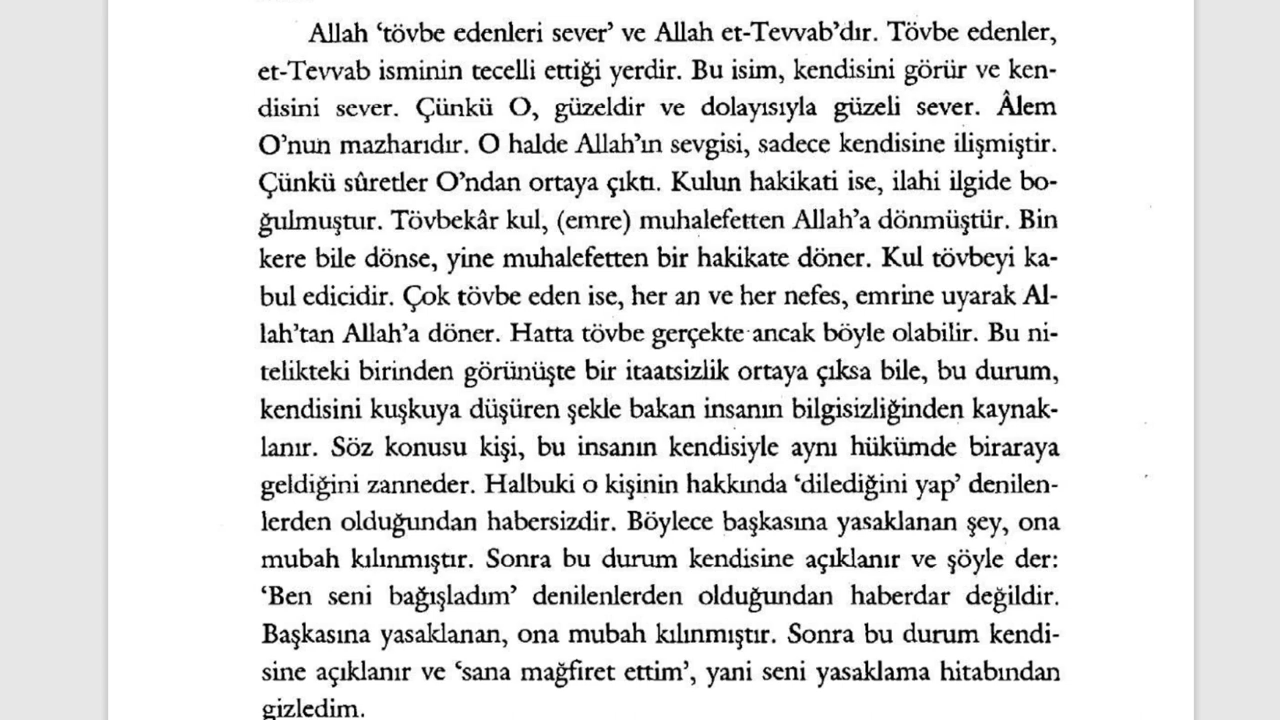 Allah ‘tövbe edenleri sever’ ve Allah et-Tevvab’dır. Tövbe edenler,
et-Tevvab isminin tecelli ettiği yerdir. Bu isim, kendisini görür ve ken-
disini sever. Çünkü O, güzeldir ve dolayısıyla güzeli sever. Âlem
O’nun mazharıdır. O halde Allah’ın sevgisi, sadece kendisine ilişmiştir.
Çünkü sûretler O’ndan ortaya çıktı. Kulun hakikati ise, ilahi ilgide bo-
ğulmuştur. Tövbekâr kul, (emre) muhalefetten Allah’a dönmüştür. Bin
kere bile dönse, yine muhalefetten bir hakikate döner. Kul tövbeyi ka-
bul edicidir. Çok tövbe eden ise, her an ve her nefes, emrine uyarak Al-
lah’tan Allah’a döner. Hatta tövbe gerçekte ancak böyle olabilir. Bu ni-
telikteki birinden görünüşte bir itaatsizlik ortaya çıksa bile, bu durum,
kendisini kuşkuya düşüren şekle bakan insanın bilgisizliğinden kaynak-
lanır. Söz konusu kişi, bu insanın kendisiyle aynı hükümde biraraya
geldiğini zanneder. Halbuki o kişinin hakkında ‘dilediğini yap’ denilen-
lerden olduğundan habersizdir. Böylece başkasına yasaklanan şey, ona
mubah kılınmıştır. Sonra bu durum kendisine açıklanır ve şöyle der:
‘Ben seni bağışladım’ denilenlerden olduğundan haberdar değildir.
Başkasına yasaklanan, ona mubah kılınmıştır. Sonra bu durum kendi-
sine açıklanır ve ‘sana mağfiret ettim’, yani seni yasaklama hitabından
gizledim.